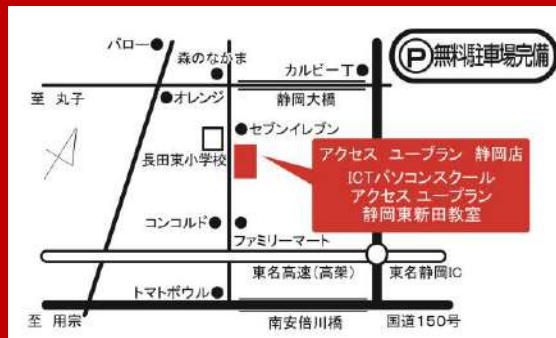 バロー
森のなかま
カルビー〒
Ⓟ無料駐車場完備
至 丸子
オレンジ
静岡大橋
セブンイレブン
長田東小学校
アクセス ユープラン 静岡店
ICTパソコンスクール
アクセス ユープラン
静岡東新田教室
コンコルド
ファミリーマート
東名高速(高架)
東名静岡IC
トマトボウル
至 用宗
南安倍川橋
国道150号